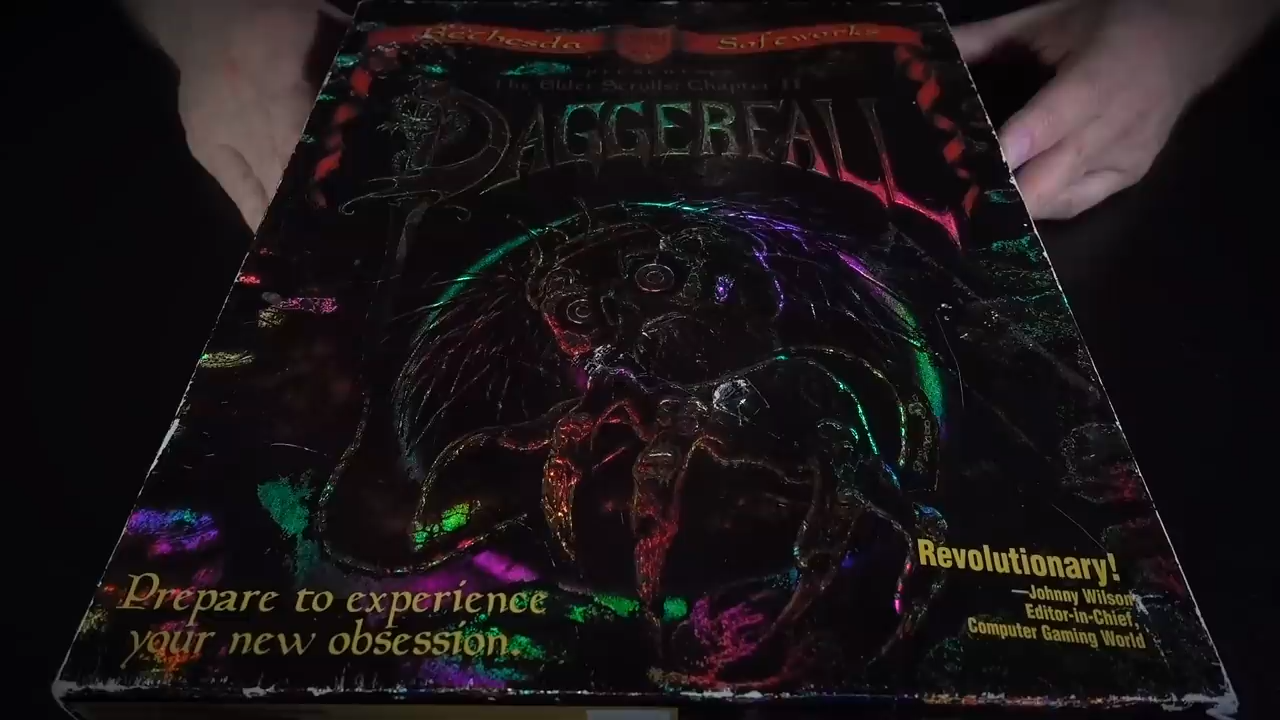 Bethesda Softworks
PRESENTS
The Elder Scrolls: Chapter II
DAGGERFALL
Prepare to experience
your new obsession.
Revolutionary!
—Johnny Wilson,
Editor-in-Chief,
Computer Gaming World